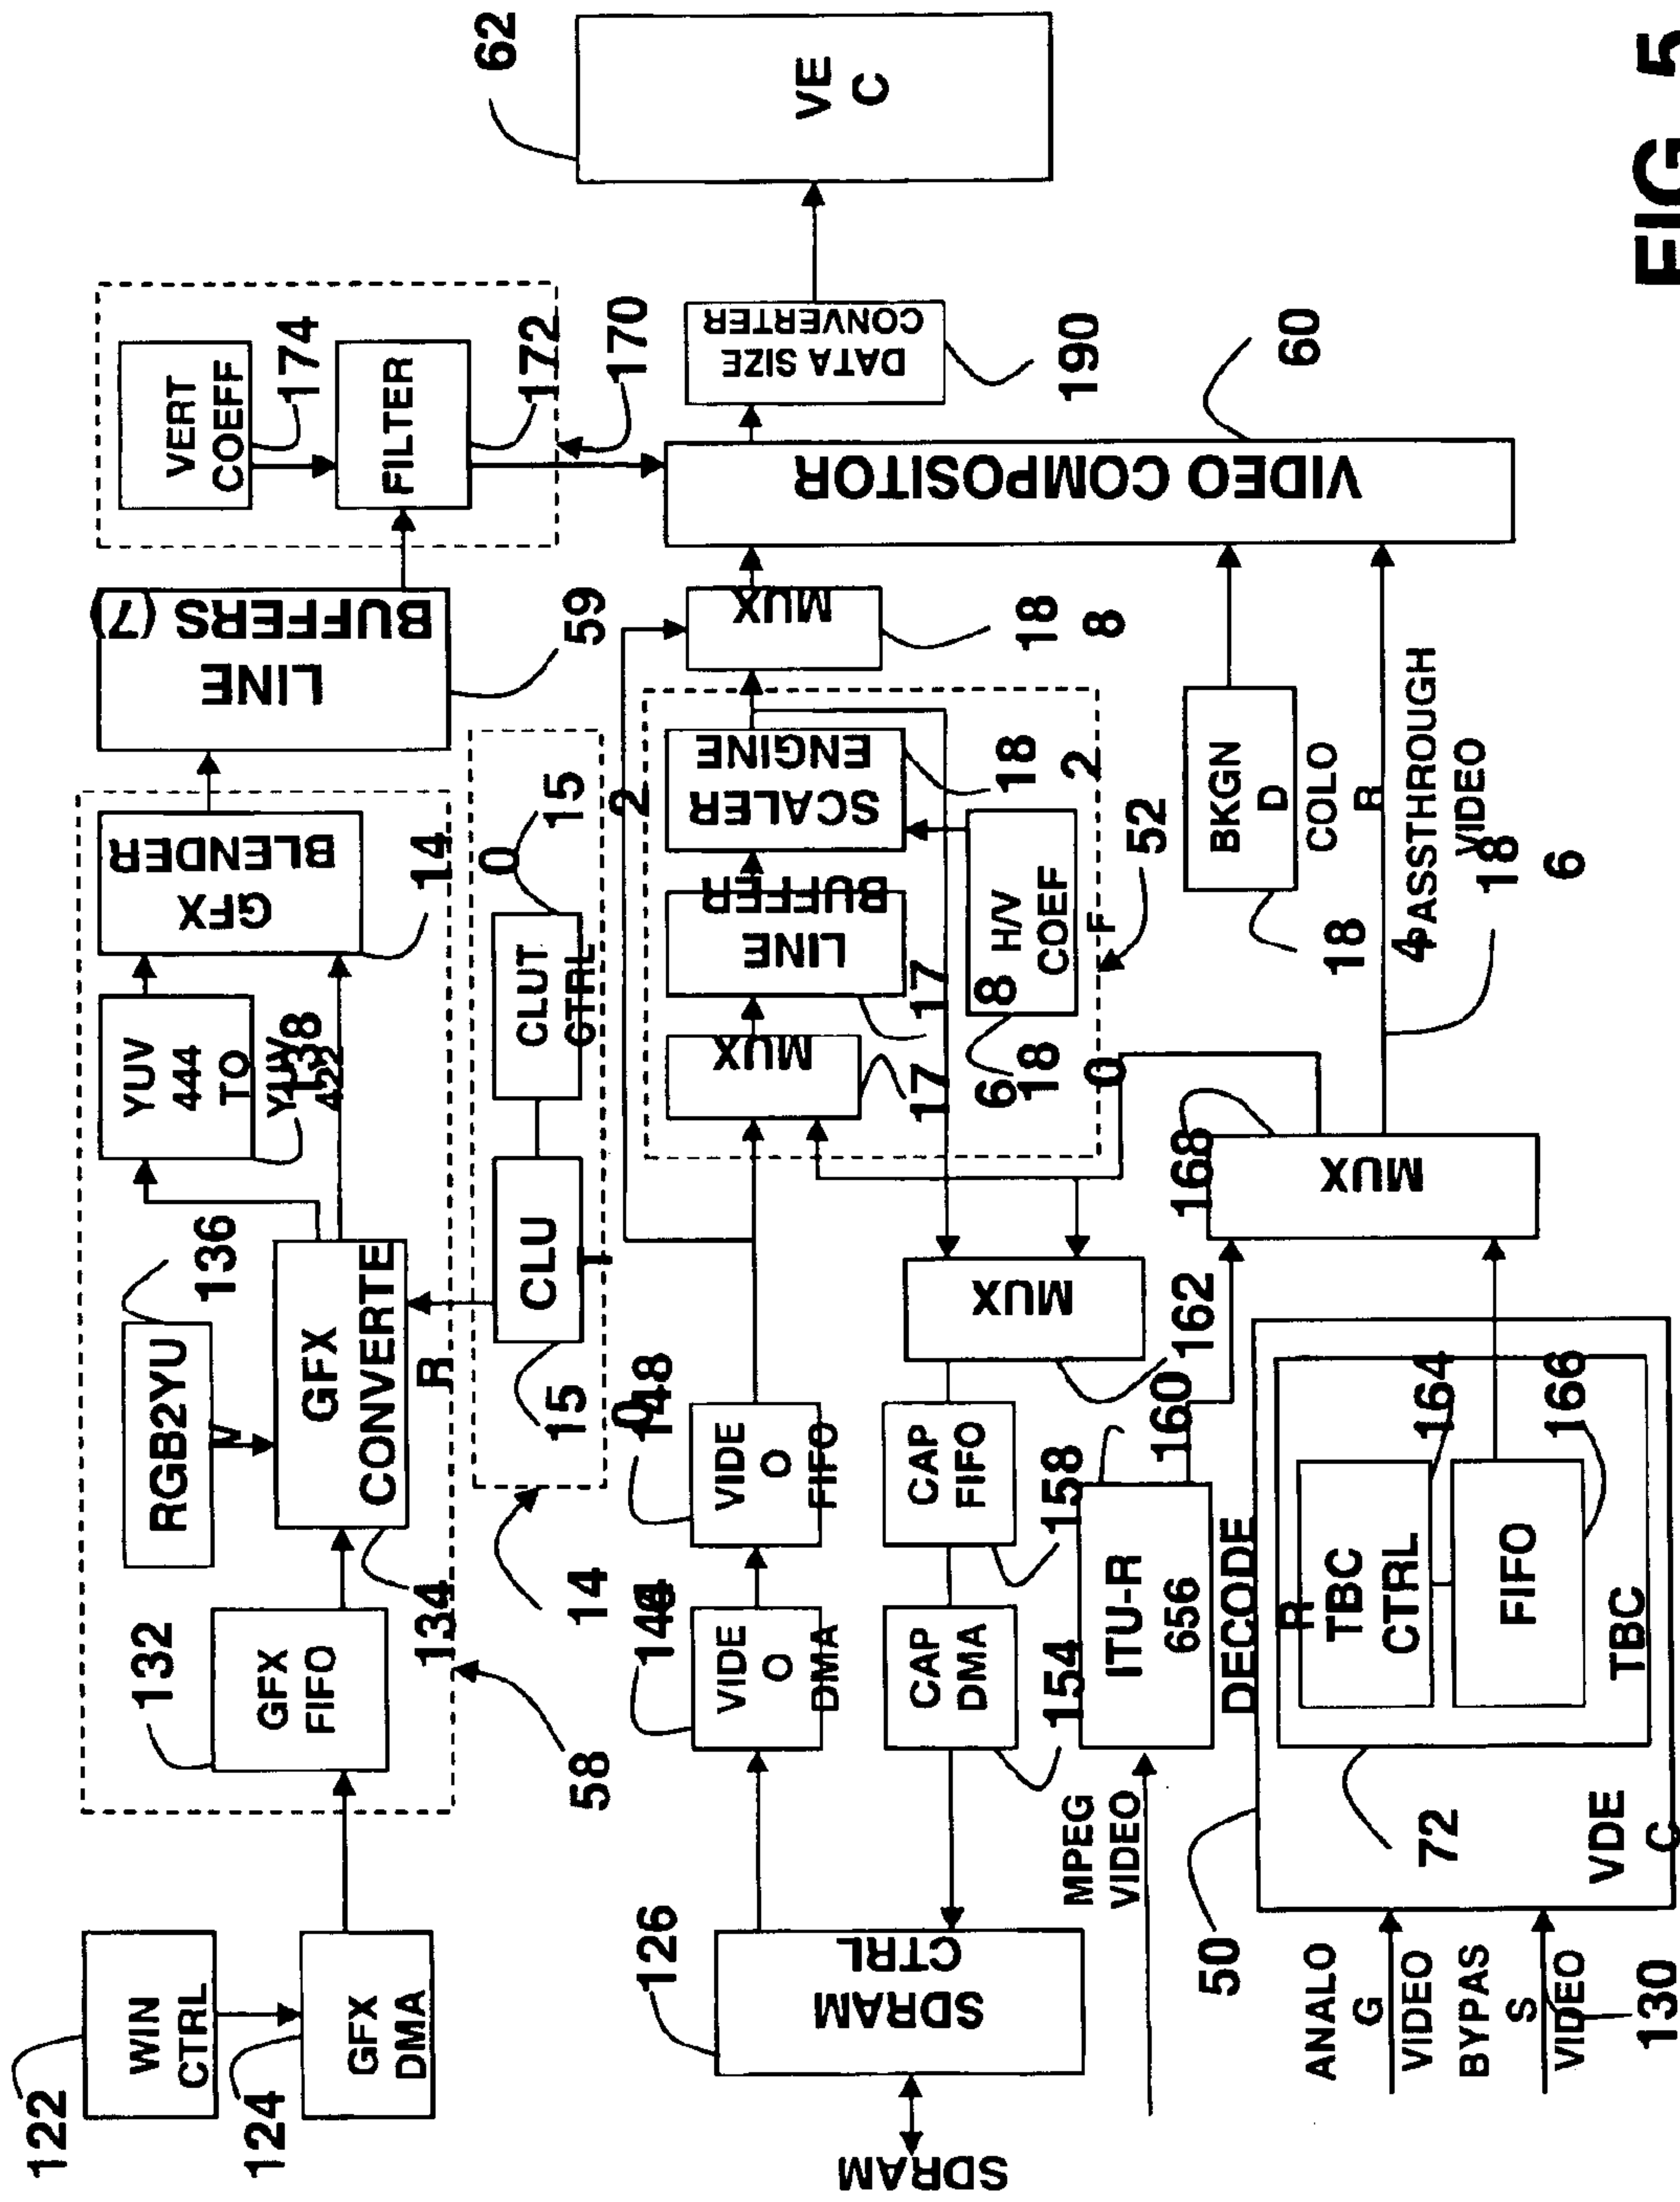 122
WIN
CTRL
124
GFX
DMA
132
GFX
FIFO
134
RGB2YU
V
136
GFX
CONVERTE
R
58
YUV
444
TO
YUV
422
138
GFX
BLENDER
14
LINE
BUFFERS (7)
59
VERT
COEFF
174
FILTER
172
170
CLU
T
15
0
CLUT
CTRL
15
2
14
0
SDRAM
SDRAM
CTRL
126
VIDE
O
DMA
VIDE
O
FIFO
148
CAP
DMA
154
CAP
FIFO
158
MUX
162
MUX
17
6
LINE
BUFFER
17
8
SCALER
ENGINE
18
2
H/V
COEF
F
18
0
52
MUX
18
8
VIDEO COMPOSITOR
60
DATA SIZE
CONVERTER
190
VE
C
62
BKGN
D
COLO
R
18
4
PASSTHROUGH
VIDEO
18
6
MPEG
VIDEO
ITU-R
656
DECODE
R
160
MUX
168
ANALO
G
VIDEO
BYPAS
S
VIDEO
130
50
VDE
C
72
TBC
CTRL
164
FIFO
166
TBC
FIG. 5